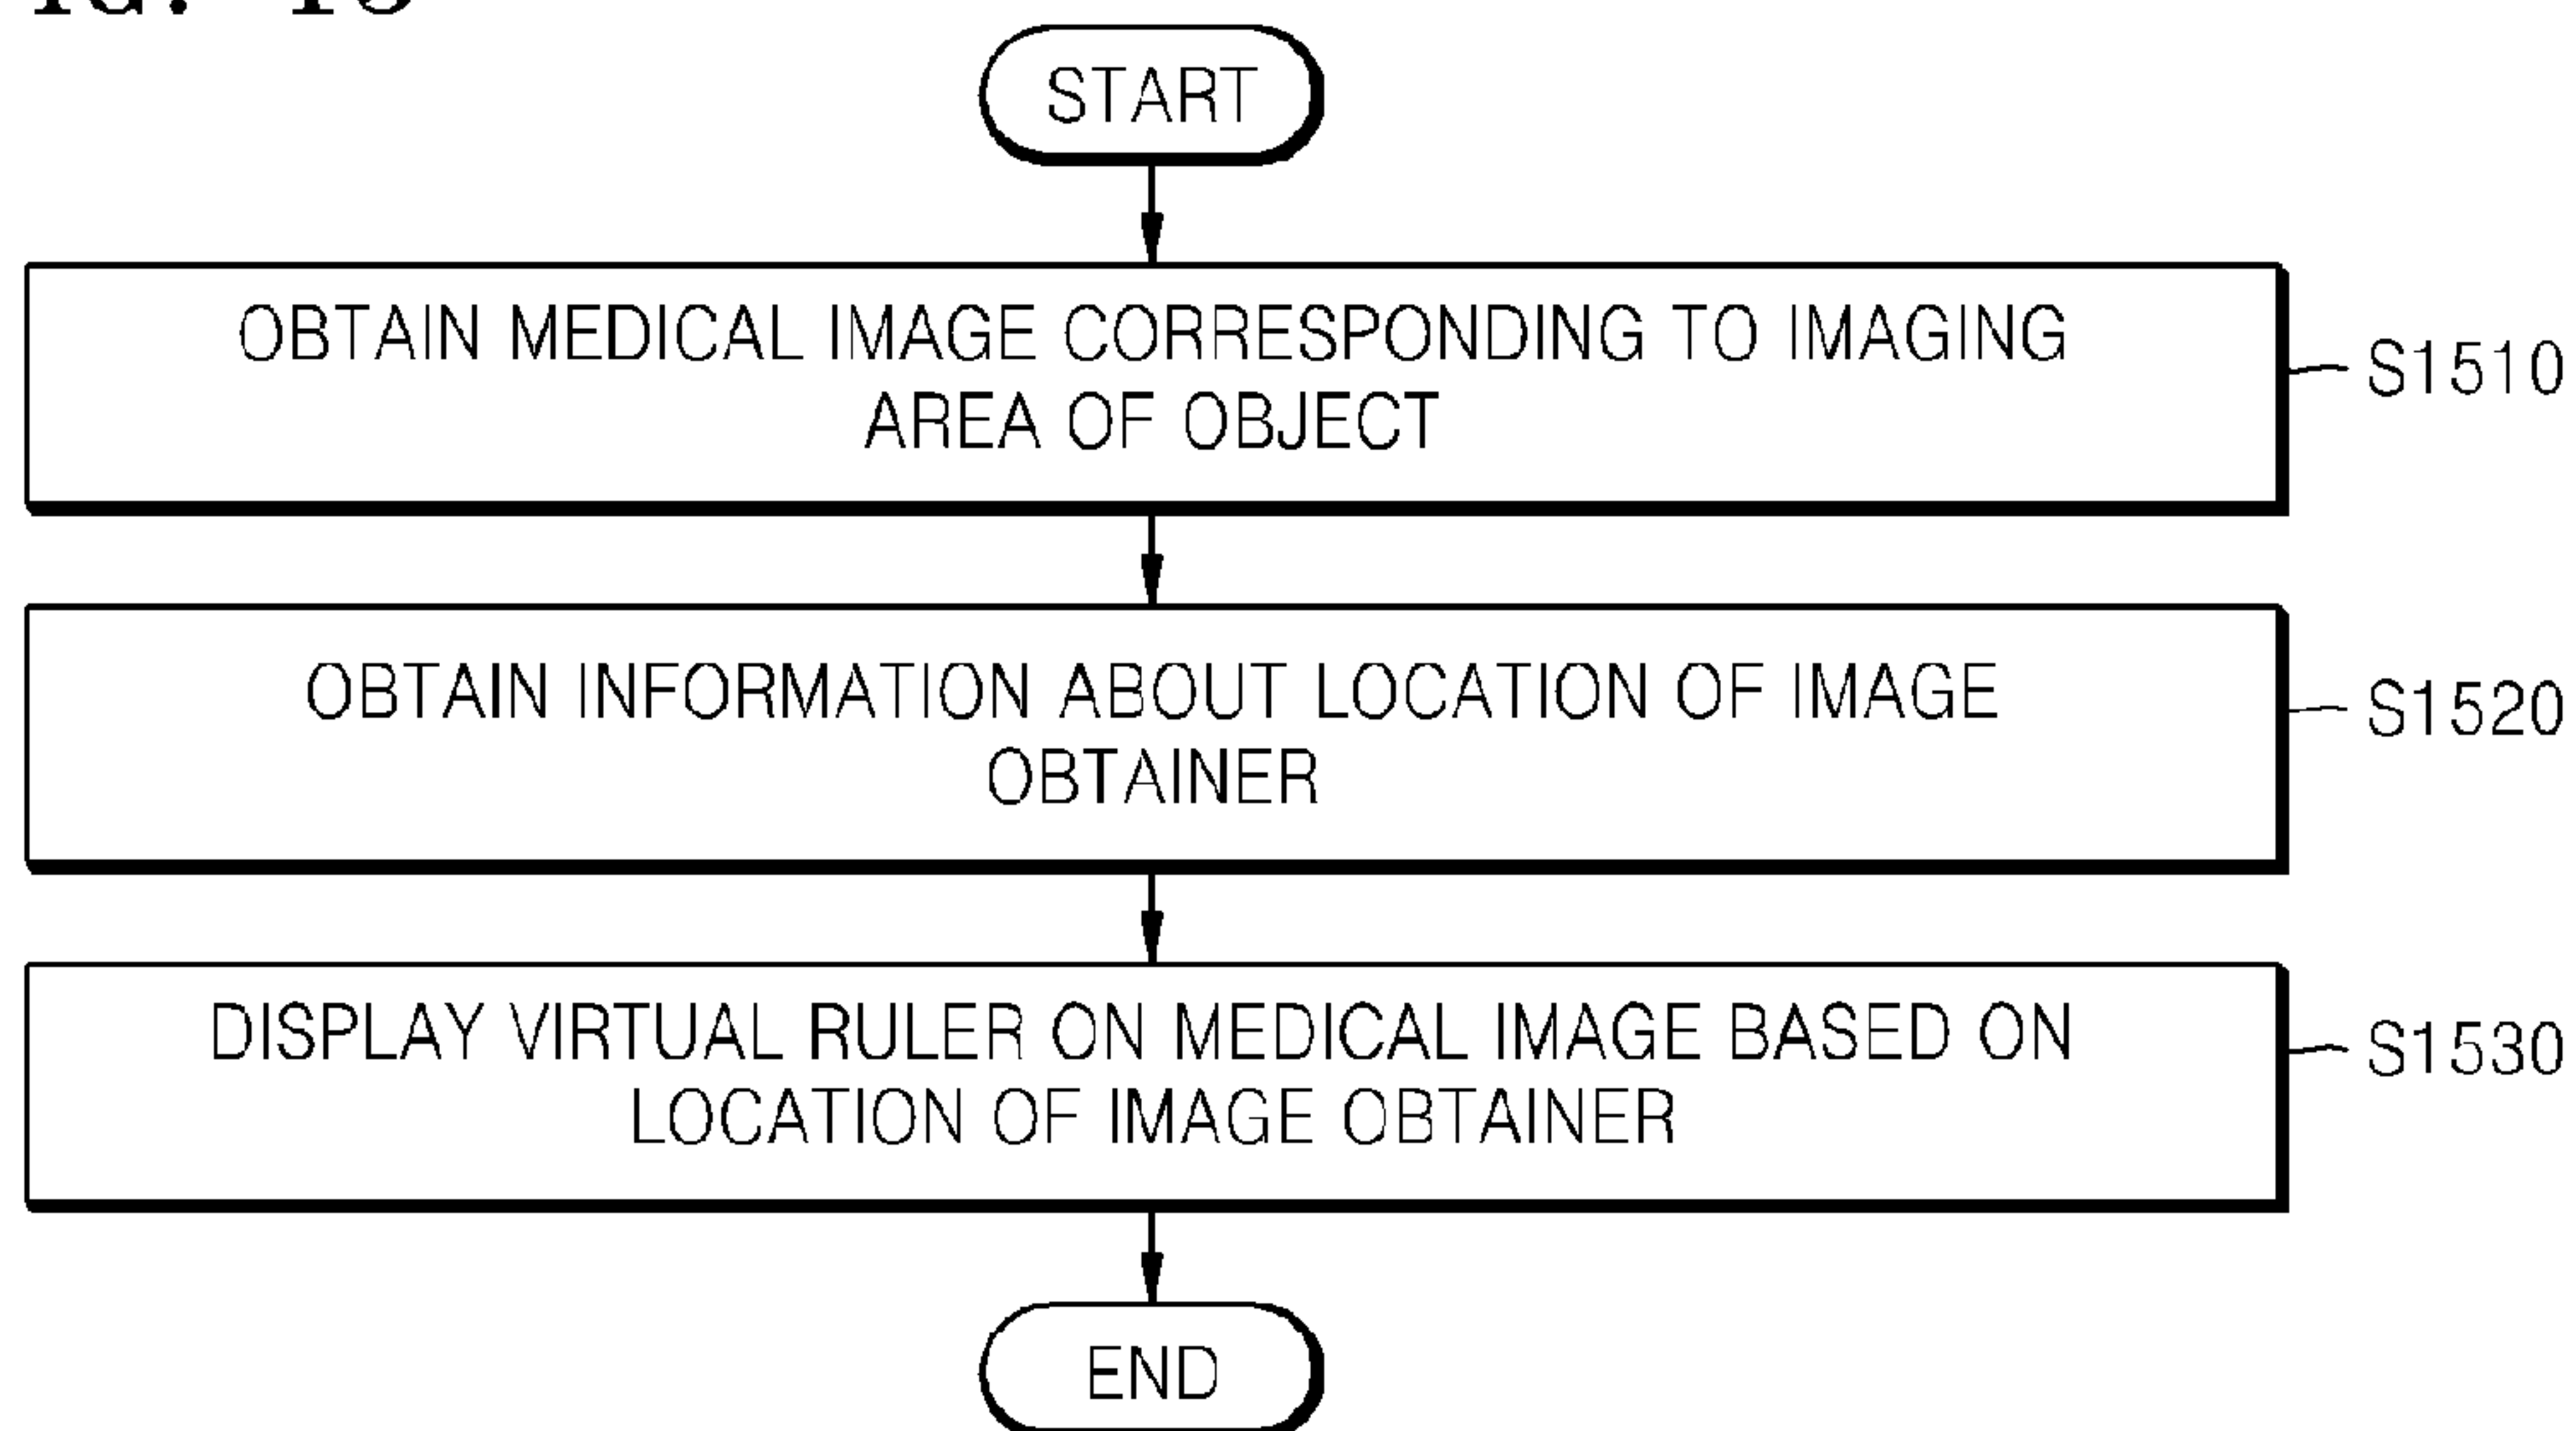 START
OBTAIN MEDICAL IMAGE CORRESPONDING TO IMAGING
AREA OF OBJECT
S1510
OBTAIN INFORMATION ABOUT LOCATION OF IMAGE
OBTAINER
S1520
DISPLAY VIRTUAL RULER ON MEDICAL IMAGE BASED ON
LOCATION OF IMAGE OBTAINER
S1530
END